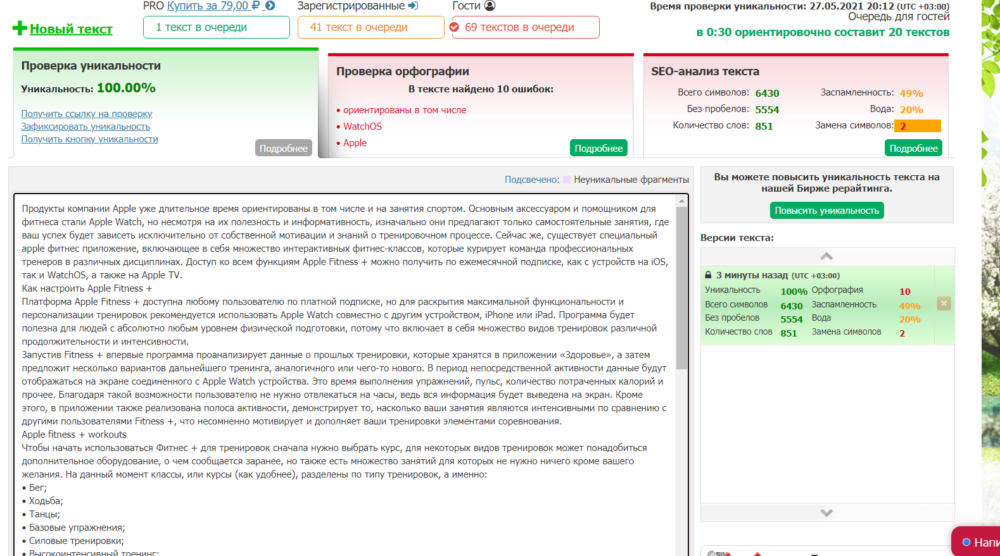 PRO Купить за 79,00 ₽
Зарегистрированные
Гости
Время проверки уникальности: 27.05.2021 20:12 (UTC +03:00)
Очередь для гостей
Новый текст
1 текст в очереди
41 текст в очереди
69 текстов в очереди
в 0:30 ориентировочно составит 20 текстов
Проверка уникальности
Уникальность: 100.00%
Получить ссылку на проверку
Зафиксировать уникальность
Получить кнопку уникальности
Подробнее
Проверка орфографии
В тексте найдено 10 ошибок:
• ориентированы в том числе
• WatchOS
• Apple
Подробнее
SEO-анализ текста
Всего символов: 6430 Заспамленность: 49%
Без пробелов: 5554 Вода: 20%
Количество слов: 851 Замена символов: 2
Подробнее
Подсвечено: Неуникальные фрагменты
Продукты компании Apple уже длительное время ориентированы в том числе и на занятия спортом. Основным аксессуаром и помощником для
фитнеса стали Apple Watch, но несмотря на их полезность и информативность, изначально они предлагают только самостоятельные занятия, где
ваш успех будет зависеть исключительно от собственной мотивации и знаний о тренировочном процессе. Сейчас же, существует специальный
apple фитнес приложение, включающее в себя множество интерактивных фитнес-классов, которые курирует команда профессиональных
тренеров в различных дисциплинах. Доступ ко всем функциям Apple Fitness + можно получить по ежемесячной подписке, как с устройств на iOS,
так и WatchOS, а также на Apple TV.
Как настроить Apple Fitness +
Платформа Apple Fitness + доступна любому пользователю по платной подписке, но для раскрытия максимальной функциональности и
персонализации тренировок рекомендуется использовать Apple Watch совместно с другим устройством, iPhone или iPad. Программа будет
полезна для людей с абсолютно любым уровнем физической подготовки, потому что включает в себя множество видов тренировок различной
продолжительности и интенсивности.
Запустив Fitness + впервые программа проанализирует данные о прошлых тренировки, которые хранятся в приложении «Здоровье», а затем
предложит несколько вариантов дальнейшего тренинга, аналогичного или чего-то нового. В период непосредственной активности данные будут
отображаться на экране соединенного с Apple Watch устройства. Это время выполнения упражнений, пульс, количество потраченных калорий и
прочее. Благодаря такой возможности пользователю не нужно отвлекаться на часы, ведь вся информация будет выведена на экран. Кроме
этого, в приложении также реализована полоса активности, демонстрирует то, насколько ваши занятия являются интенсивными по сравнению с
другими пользователями Fitness +, что несомненно мотивирует и дополняет ваши тренировки элементами соревнования.
Apple fitness + workouts
Чтобы начать использоваться Фитнес + для тренировок сначала нужно выбрать курс, для некоторых видов тренировок может понадобиться
дополнительное оборудование, о чем сообщается заранее, но также есть множество занятий для которых не нужно ничего кроме вашего
желания. На данный момент классы, или курсы (как удобнее), разделены по типу тренировок, а именно:
• Бег;
• Ходьба;
• Танцы;
• Базовые упражнения;
• Силовые тренировки;
• Высокоинтенсивный тренинг;
Вы можете повысить уникальность текста на
нашей Бирже рерайтинга.
Повысить уникальность
Версии текста:
3 минуты назад (UTC +03:00)
Уникальность 100% Орфография 10
Всего символов 6430 Заспамленность 49%
Без пробелов 5554 Вода 20%
Количество слов 851 Замена символов 2